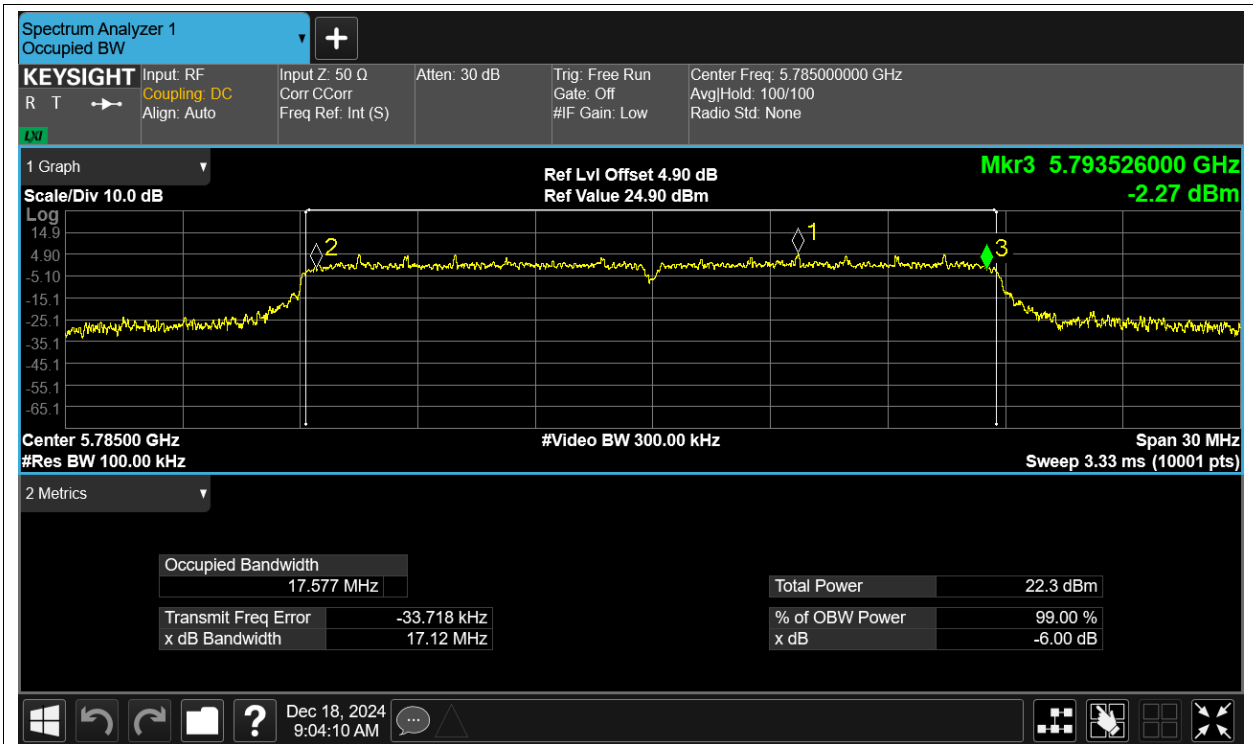 Spectrum Analyzer 1
Occupied BW
KEYSIGHT
R T
LXI
Input: RF
Coupling: DC
Align: Auto
Input Z: 50 Ω
Corr CCorr
Freq Ref: Int (S)
Atten: 30 dB
Trig: Free Run
Gate: Off
#IF Gain: Low
Center Freq: 5.785000000 GHz
Avg|Hold: 100/100
Radio Std: None
1 Graph
Scale/Div 10.0 dB
Ref Lvl Offset 4.90 dB
Ref Value 24.90 dBm
Mkr3 5.793526000 GHz
-2.27 dBm
Log
14.9
4.90
-5.10
-15.1
-25.1
-35.1
-45.1
-55.1
-65.1
2
1
3
Center 5.78500 GHz
#Video BW 300.00 kHz
Span 30 MHz
#Res BW 100.00 kHz
Sweep 3.33 ms (10001 pts)
2 Metrics
Occupied Bandwidth
17.577 MHz
Total Power 22.3 dBm
Transmit Freq Error -33.718 kHz
% of OBW Power 99.00 %
x dB Bandwidth 17.12 MHz
x dB -6.00 dB
?
Dec 18, 2024
9:04:10 AM